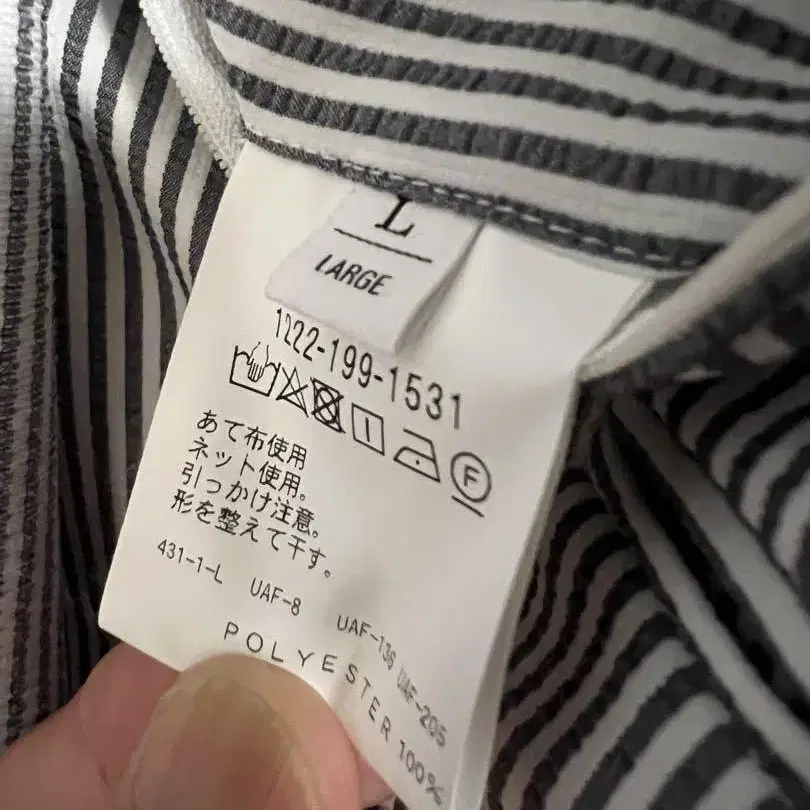 L
LARGE
1222-199-1531
F
あて布使用
ネット使用。
引っかけ注意。
形を整えて干す。
431-1-L UAF-8 UAF-136 UAF-205
POLYESTER 100%